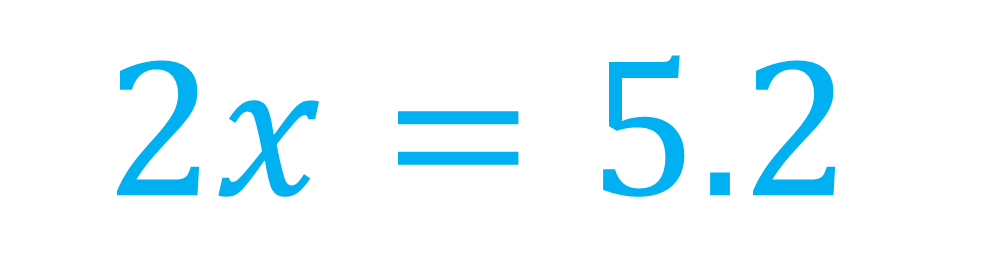 2x = 5.2